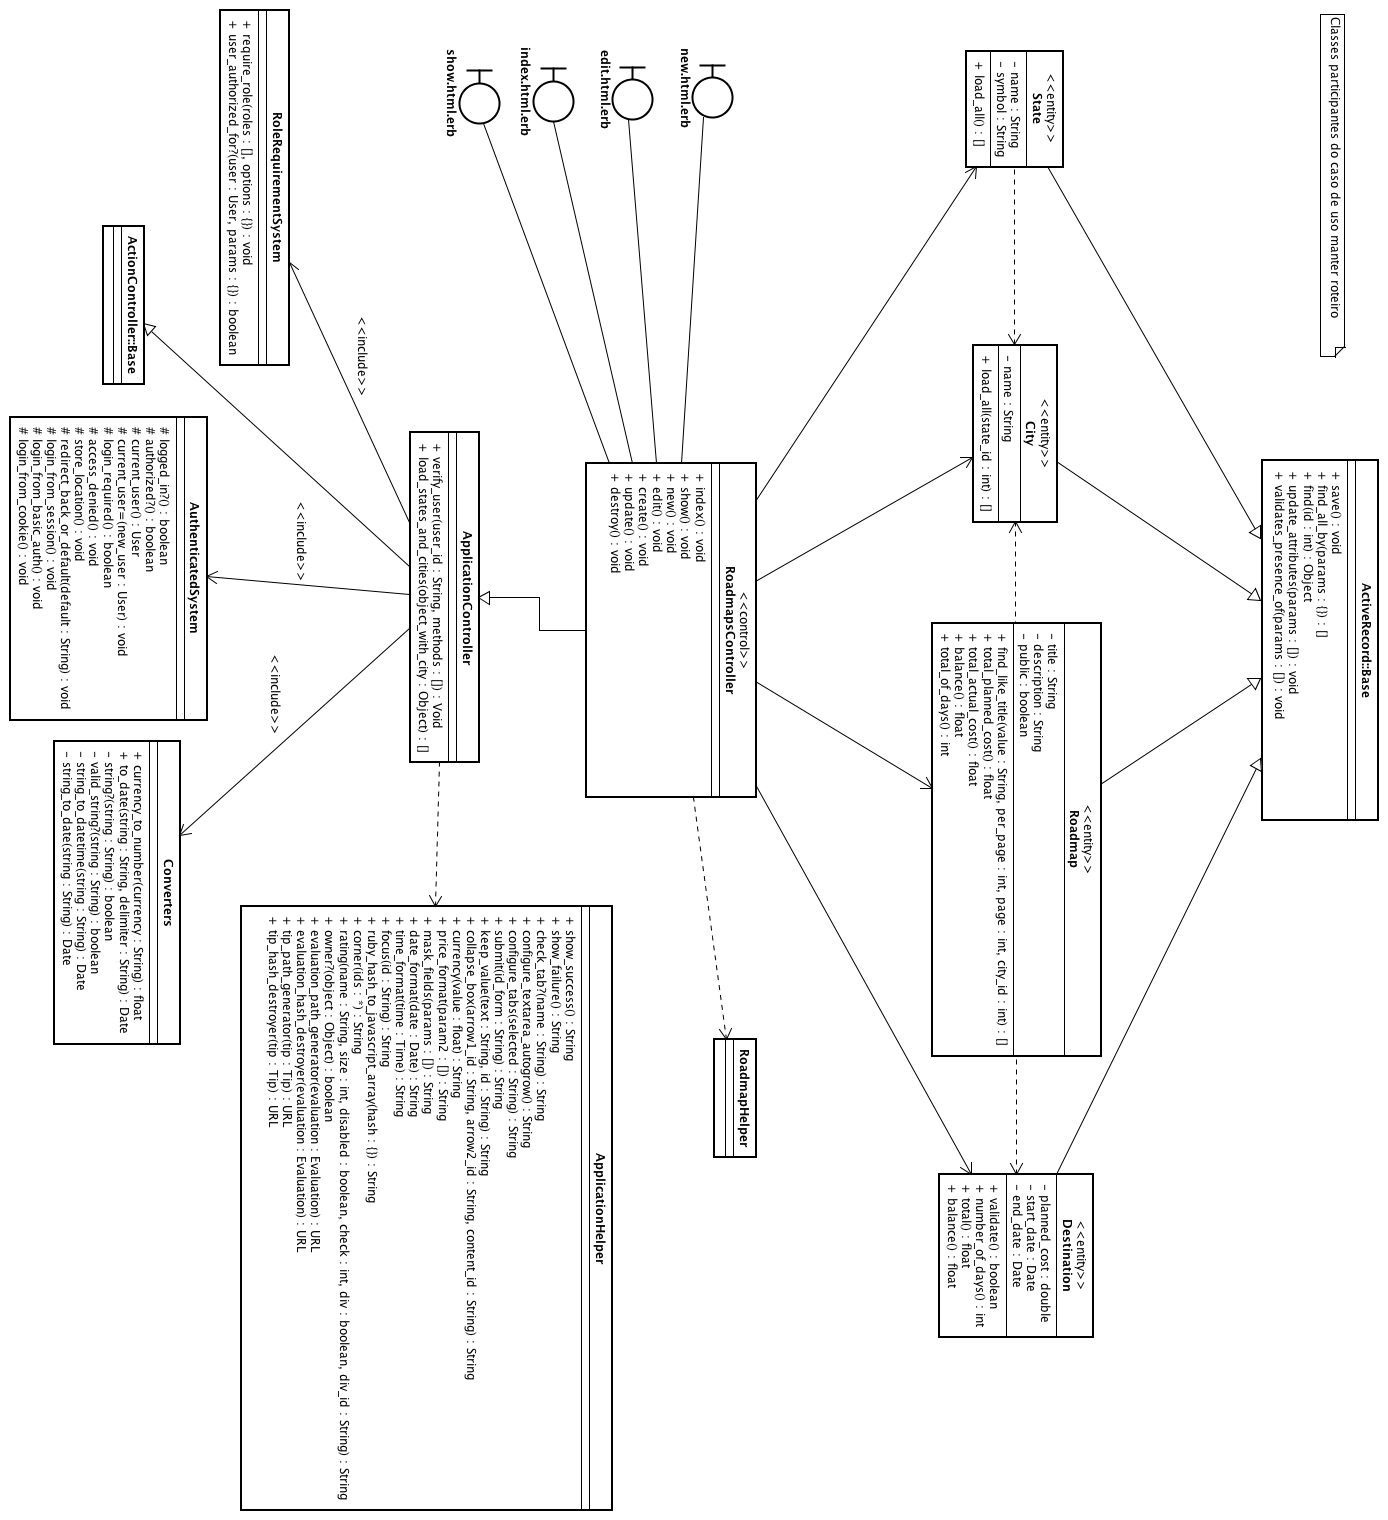 Classes participantes do caso de uso manter roteiro
ActiveRecord::Base
+ save() : void
+ find_all_by(params : {}) : []
+ find(id : int) : Object
+ update_attributes(params : []) : void
+ validates_presence_of(params : []) : void
<<entity>>
State
- name : String
- symbol : String
+ load_all() : []
<<entity>>
City
- name : String
+ load_all(state_id : int) : []
<<entity>>
Roadmap
- title : String
- description : String
- public : boolean
+ find_like_title(value : String, per_page : int, page : int, city_id : int) : []
+ total_planned_cost() : float
+ total_actual_cost() : float
+ balance() : float
+ total_of_days() : int
<<entity>>
Destination
- planned_cost : double
- start_date : Date
- end_date : Date
+ validate() : boolean
+ number_of_days() : int
+ total() : float
+ balance() : float
new.html.erb
edit.html.erb
index.html.erb
show.html.erb
<<control>>
RoadmapsController
+ index() : void
+ show() : void
+ new() : void
+ edit() : void
+ create() : void
+ update() : void
+ destroy() : void
RoadmapHelper
ApplicationController
+ verify_user(user_id : String, methods : []) : Void
+ load_states_and_cities(object_with_city : Object) : []
ApplicationHelper
+ show_success() : String
+ show_failure() : String
+ check_tab?(name : String) : String
+ configure_textarea_autogrow() : String
+ configure_tabs(selected : String) : String
+ submit(id_form : String) : String
+ keep_value(text : String, id : String) : String
+ collapse_box(arrow1_id : String, arrow2_id : String, content_id : String) : String
+ currency(value : float) : String
+ price_format(param2 : []) : String
+ mask_fields(params : []) : String
+ date_format(date : Date) : String
+ time_format(time : Time) : String
+ focus(id : String) : String
+ ruby_hash_to_javascript_array(hash : {}) : String
+ corner(ids : *) : String
+ rating(name : String, size : int, disabled : boolean, check : int, div : boolean, div_id : String) : String
+ owner?(object : Object) : boolean
+ evaluation_path_generator(evaluation : Evaluation) : URL
+ evaluation_hash_destroyer(evaluation : Evaluation) : URL
+ tip_path_generator(tip : Tip) : URL
+ tip_hash_destroyer(tip : Tip) : URL
<<include>>
<<include>>
<<include>>
RoleRequirementSystem
+ require_role(roles : [], options : {}) : void
+ user_authorized_for?(user : User, params : {}) : boolean
ActionController::Base
AuthenticatedSystem
# logged_in?() : boolean
# authorized?() : boolean
# current_user() : User
# current_user=(new_user : User) : void
# login_required() : boolean
# access_denied() : void
# store_location() : void
# redirect_back_or_default(default : String) : void
# login_from_session() : void
# login_from_basic_auth() : void
# login_from_cookie() : void
Converters
+ currency_to_number(currency : String) : float
+ to_date(string : String, delimiter : String) : Date
- string?(string : String) : boolean
- valid_string?(string : String) : boolean
- string_to_datetime(string : String) : Date
- string_to_date(string : String) : Date